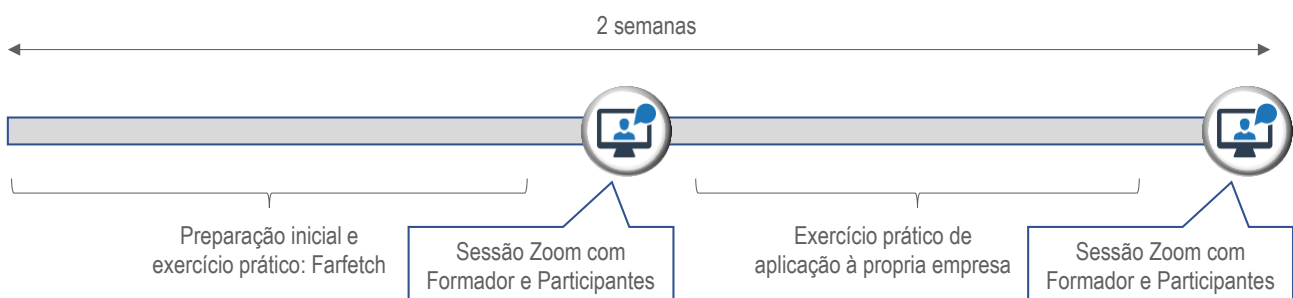 2 semanas
Preparação inicial e
exercício prático: Farfetch
Sessão Zoom com
Formador e Participantes
Exercício prático de
aplicação à propria empresa
Sessão Zoom com
Formador e Participantes